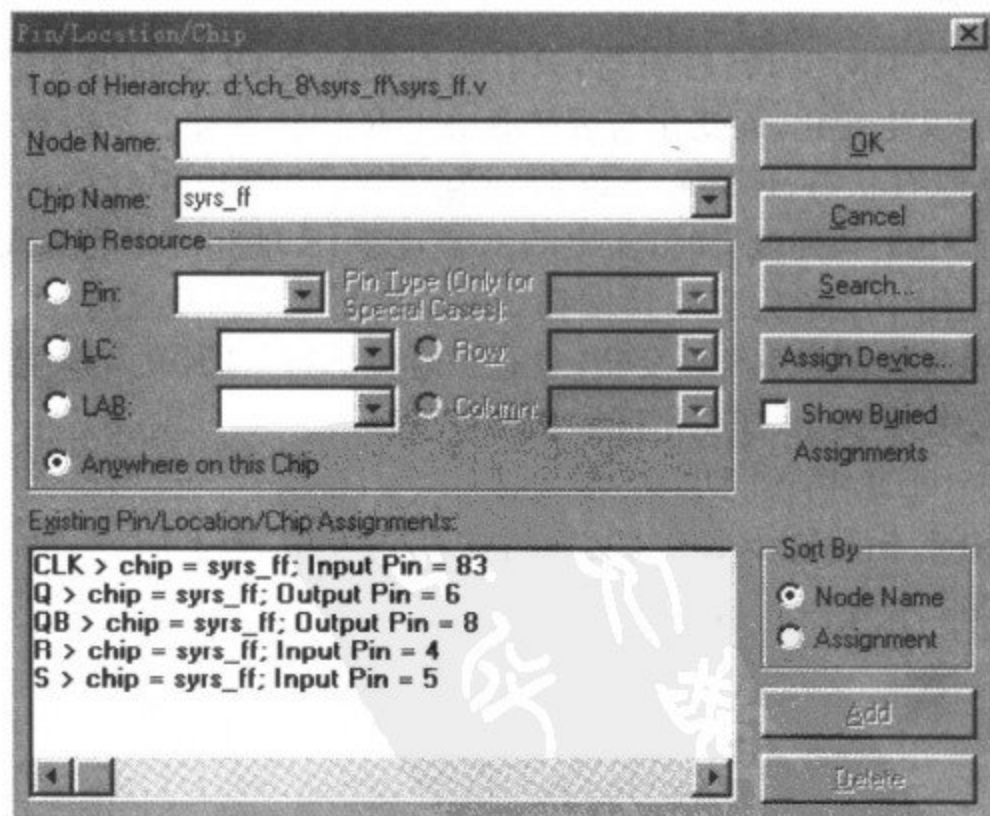 Pin/Location/Chip
Top of Hierarchy: d:\ch_8\syrs_ff\syrs_ff.v
Node Name:
OK
Chip Name: syrs_ff
Cancel
Chip Resource
Pin:
Pin Type (Only for
Special Cases):
Search...
LC:
Row:
Assign Device...
LAB:
Column:
Show Buried
Assignments
Anywhere on this Chip
Existing Pin/Location/Chip Assignments:
CLK > chip = syrs_ff; Input Pin = 83
Q > chip = syrs_ff; Output Pin = 6
QB > chip = syrs_ff; Output Pin = 8
R > chip = syrs_ff; Input Pin = 4
S > chip = syrs_ff; Input Pin = 5
Sort By
Node Name
Assignment
Add
Delete